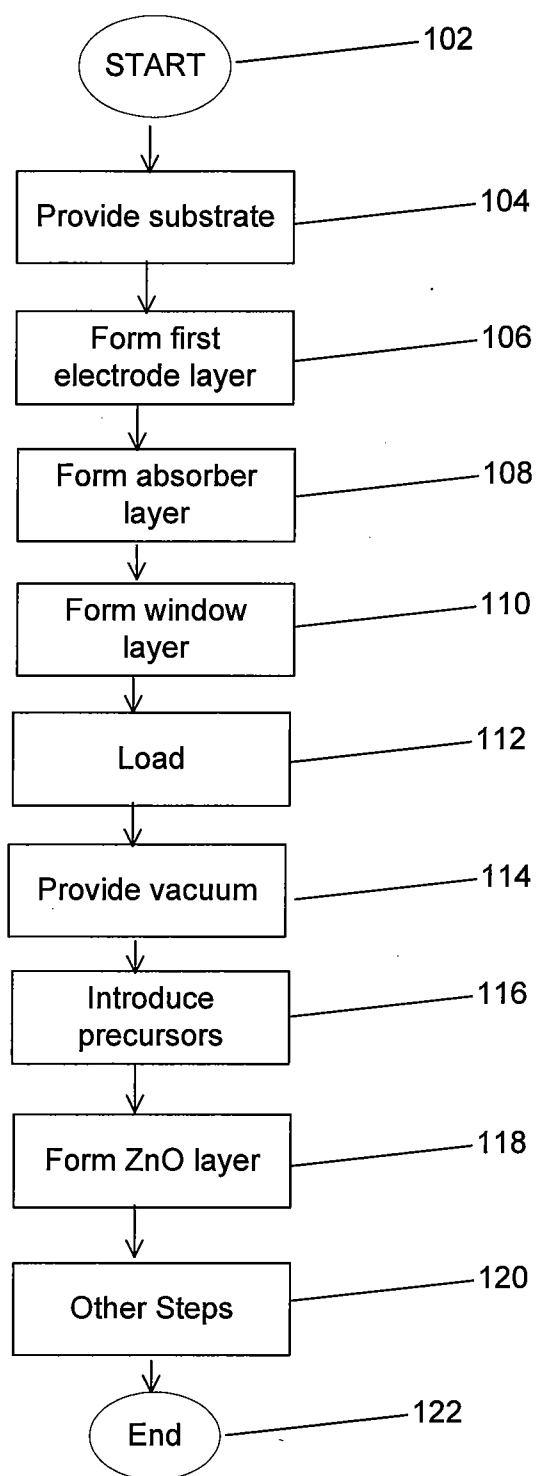 START
102
Provide substrate
104
Form first
electrode layer
106
Form absorber
layer
108
Form window
layer
110
Load
112
Provide vacuum
114
Introduce
precursors
116
Form ZnO layer
118
Other Steps
120
End
122